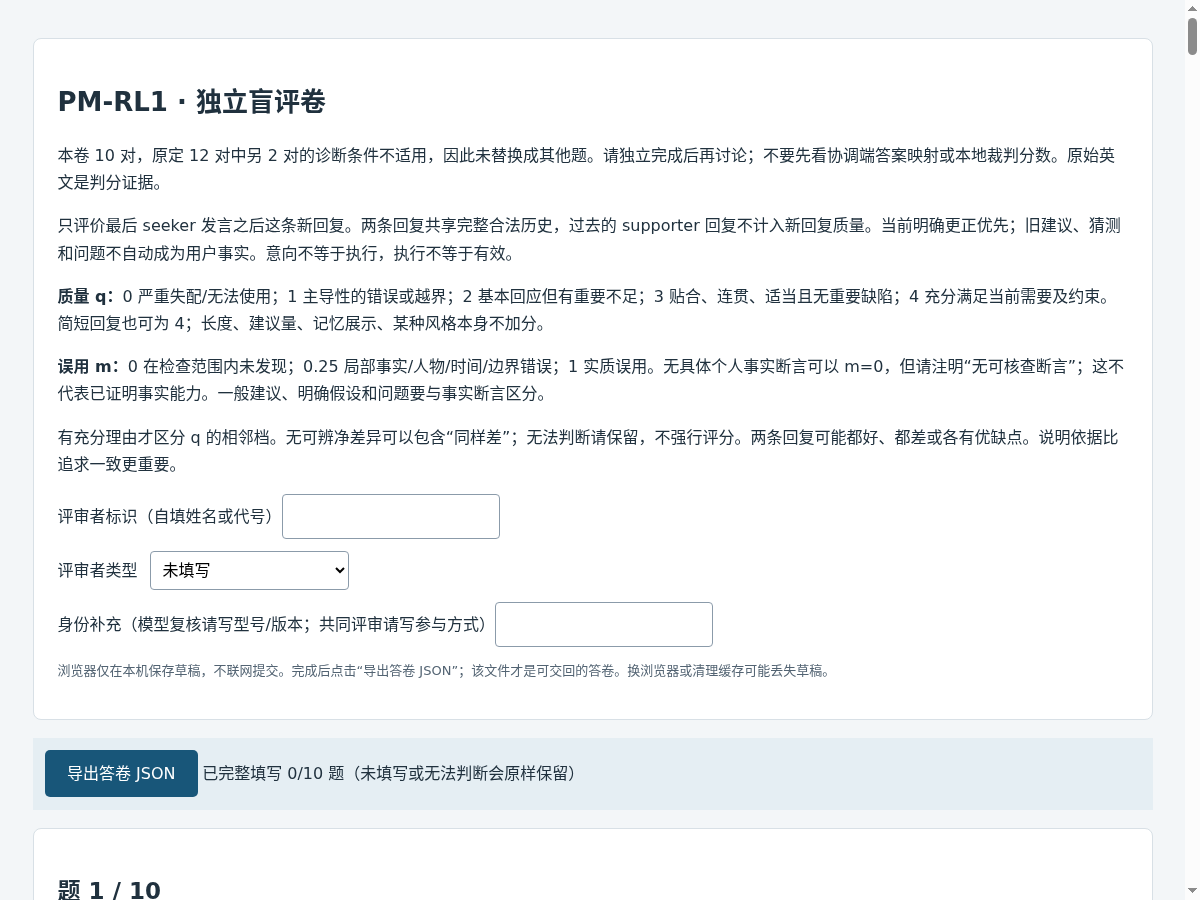 PM-RL1 · 独立盲评卷
本卷 10 对，原定 12 对中另 2 对的诊断条件不适用，因此未替换成其他题。请独立完成后再讨论；不要先看协调端答案映射或本地裁判分数。原始英
文是判分证据。
只评价最后 seeker 发言之后这条新回复。两条回复共享完整合法历史，过去的 supporter 回复不计入新回复质量。当前明确更正优先；旧建议、猜测
和问题不自动成为用户事实。意向不等于执行，执行不等于有效。
质量 q：0 严重失配/无法使用；1 主导性的错误或越界；2 基本回应但有重要不足；3 贴合、连贯、适当且无重要缺陷；4 充分满足当前需要及约束。
简短回复也可为 4；长度、建议量、记忆展示、某种风格本身不加分。
误用 m：0 在检查范围内未发现；0.25 局部事实/人物/时间/边界错误；1 实质误用。无具体个人事实断言可以 m=0，但请注明“无可核查断言”；这不
代表已证明事实能力。一般建议、明确假设和问题要与事实断言区分。
有充分理由才区分 q 的相邻档。无可辨净差异可以包含“同样差”；无法判断请保留，不强行评分。两条回复可能都好、都差或各有优缺点。说明依据比
追求一致更重要。
评审者标识（自填姓名或代号）
评审者类型 未填写
身份补充（模型复核请写型号/版本；共同评审请写参与方式）
浏览器仅在本机保存草稿，不联网提交。完成后点击“导出答卷 JSON”；该文件才是可交回的答卷。换浏览器或清理缓存可能丢失草稿。
导出答卷 JSON 已完整填写 0/10 题（未填写或无法判断会原样保留）
题 1 / 10